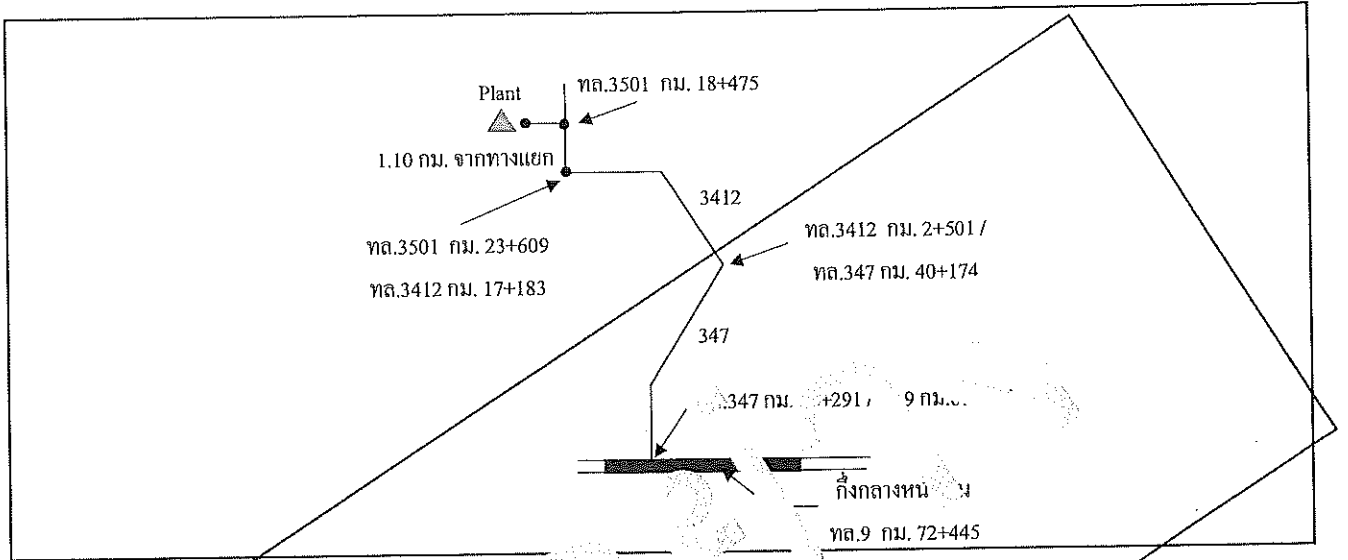 Plant
ทล.3501 กม. 18+475
1.10 กม. จากทางแยก
3412
ทล.3501 กม. 23+609
ทล.3412 กม. 17+183
ทล.3412 กม. 2+501 /
ทล.347 กม. 40+174
347
.347 กม. +291 / 9 กม.
กึ่งกลางหน
ทล.9 กม. 72+445